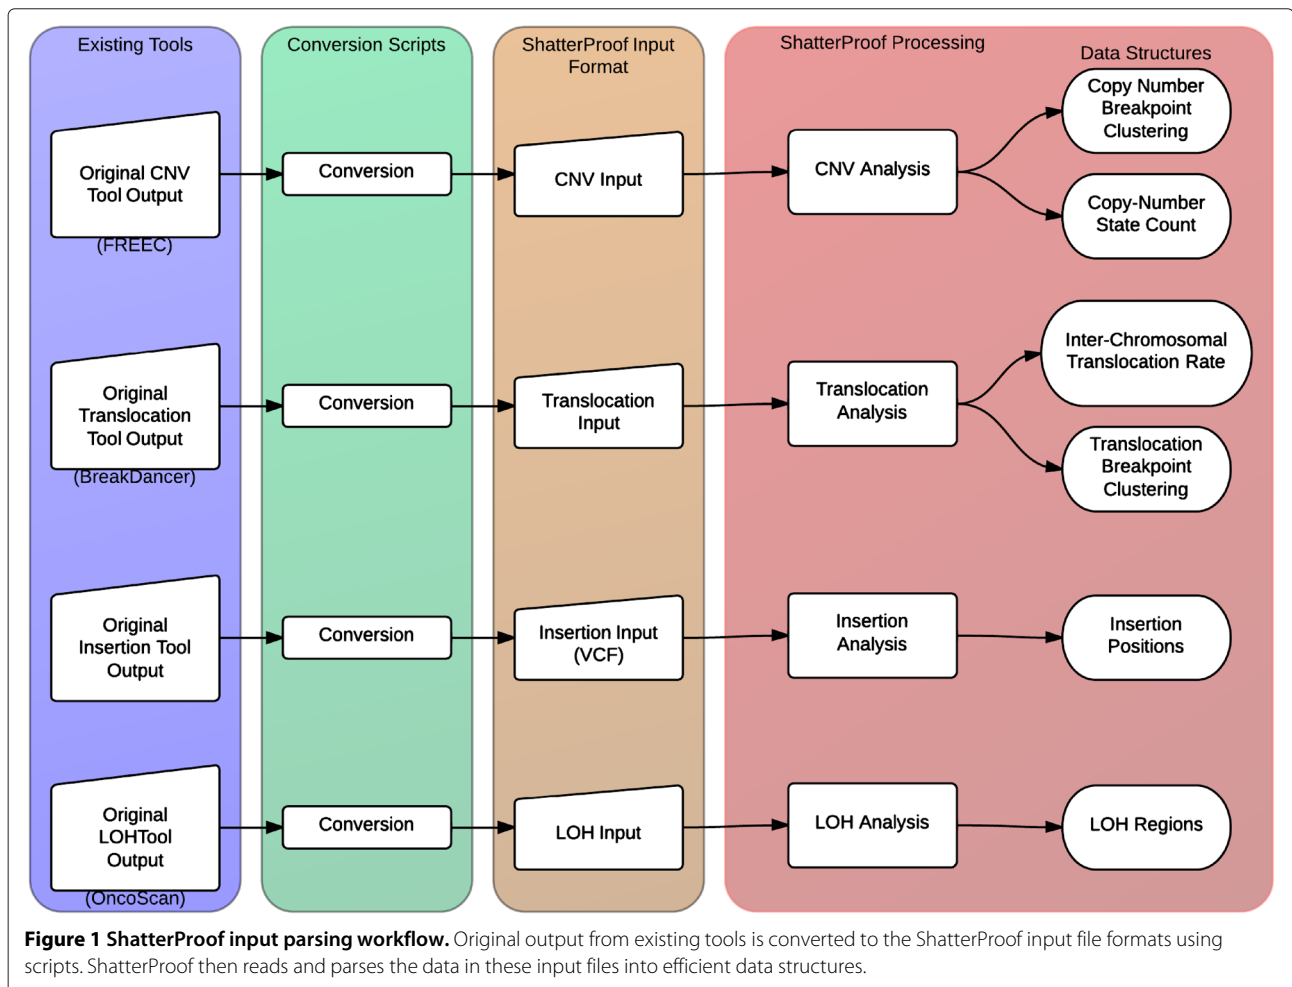 Existing Tools
Conversion Scripts
ShatterProof Input
Format
ShatterProof Processing
Data Structures
Original CNV
Tool Output
(FREEC)
Conversion
CNV Input
CNV Analysis
Copy Number
Breakpoint
Clustering
Copy-Number
State Count
Original
Translocation
Tool Output
(BreakDancer)
Conversion
Translocation
Input
Translocation
Analysis
Inter-Chromosomal
Translocation Rate
Translocation
Breakpoint
Clustering
Original
Insertion Tool
Output
Conversion
Insertion Input
(VCF)
Insertion
Analysis
Insertion
Positions
Original
LOHTool
Output
(OncoScan)
Conversion
LOH Input
LOH Analysis
LOH Regions
Figure 1 ShatterProof input parsing workflow. Original output from existing tools is converted to the ShatterProof input file formats using
scripts. ShatterProof then reads and parses the data in these input files into efficient data structures.